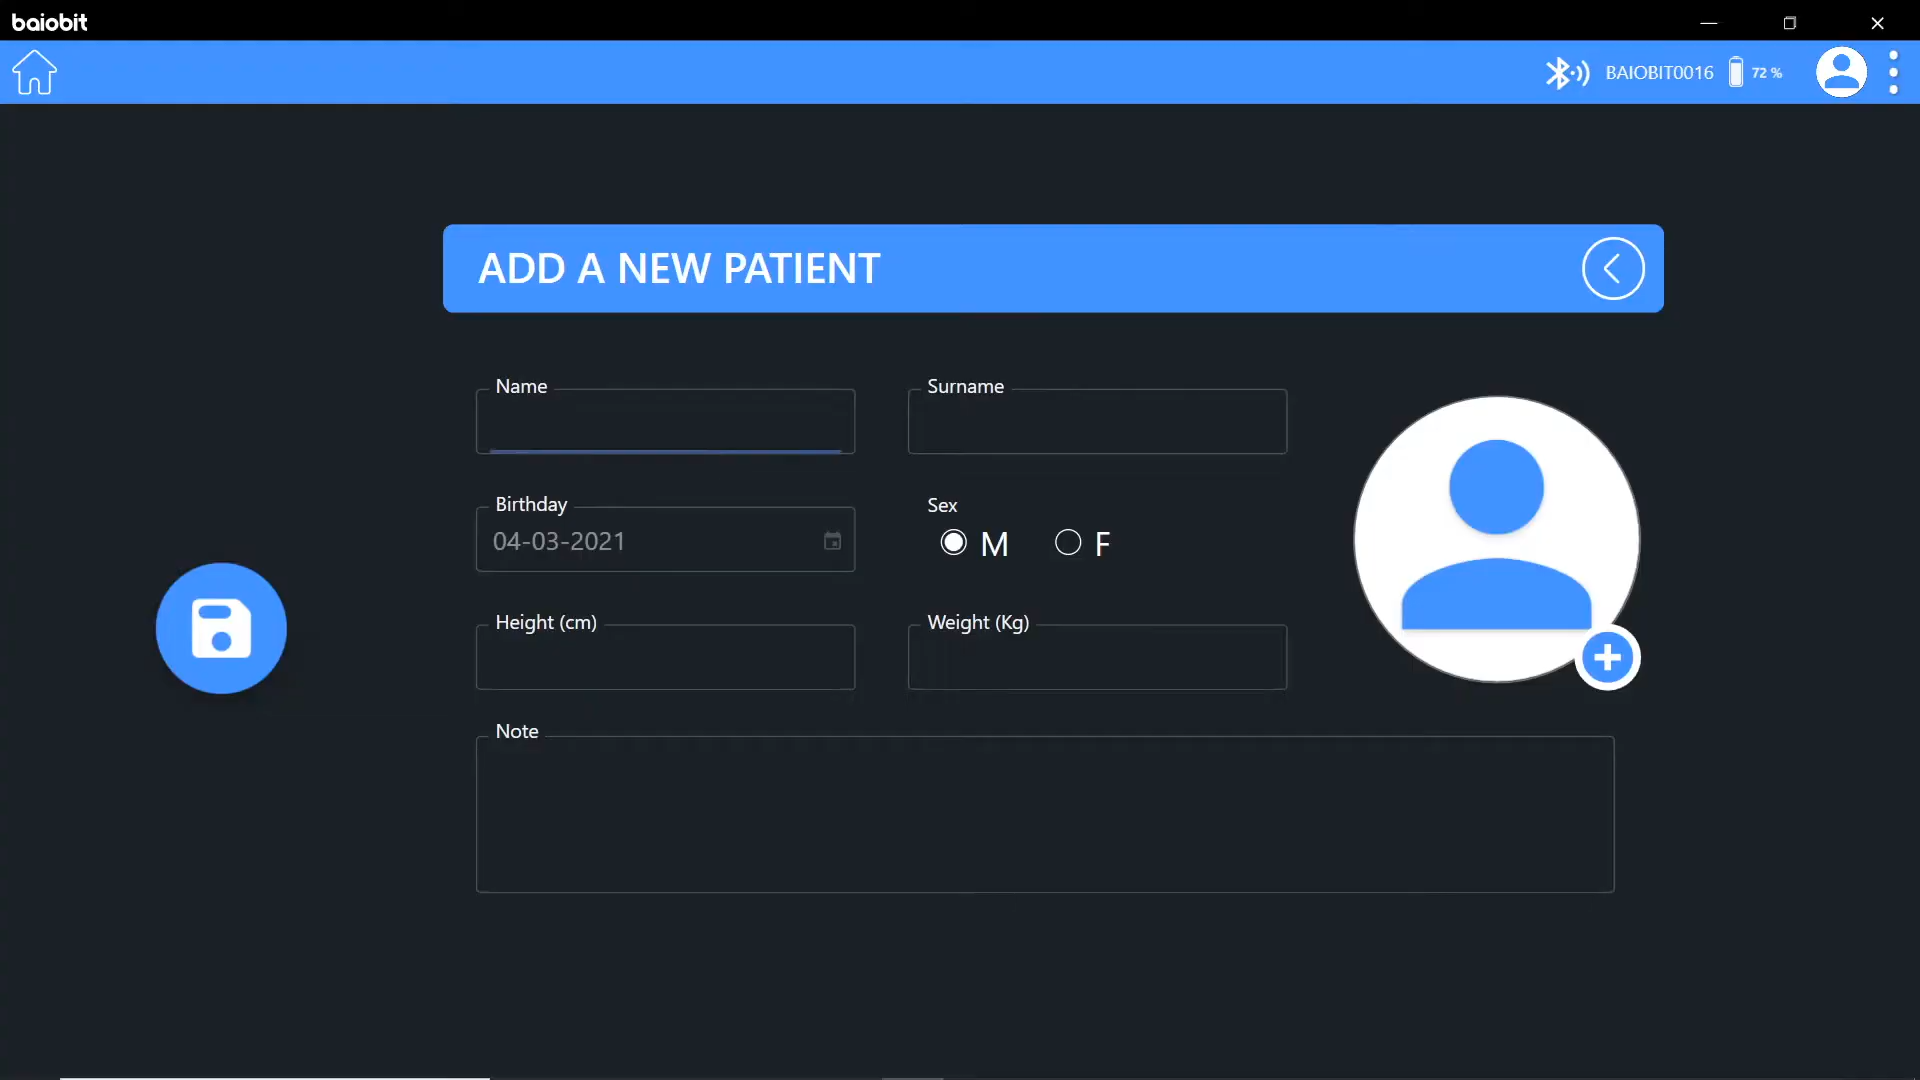 baiobit
BAIOBIT0016 72 %
ADD A NEW PATIENT
Name
Surname
Birthday
04-03-2021
Sex
M F
Height (cm)
Weight (Kg)
Note